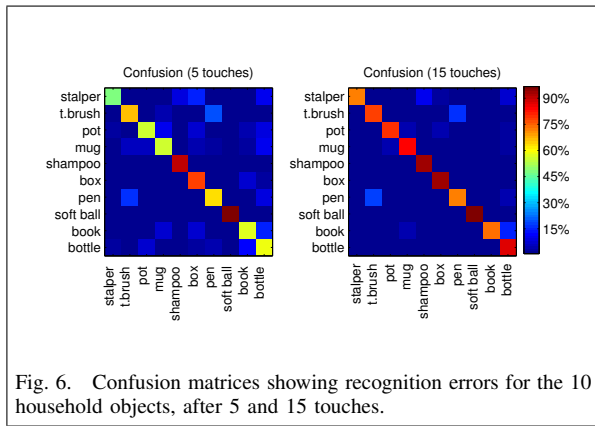 Confusion (5 touches)
Confusion (15 touches)
stalper
t.brush
pot
mug
shampoo
box
pen
soft ball
book
bottle
stalper
t.brush
pot
mug
shampoo
box
pen
soft ball
book
bottle
stalper
t.brush
pot
mug
shampoo
box
pen
soft ball
book
bottle
stalper
t.brush
pot
mug
shampoo
box
pen
soft ball
book
bottle
90%
75%
60%
45%
30%
15%
Fig. 6. Confusion matrices showing recognition errors for the 10
household objects, after 5 and 15 touches.